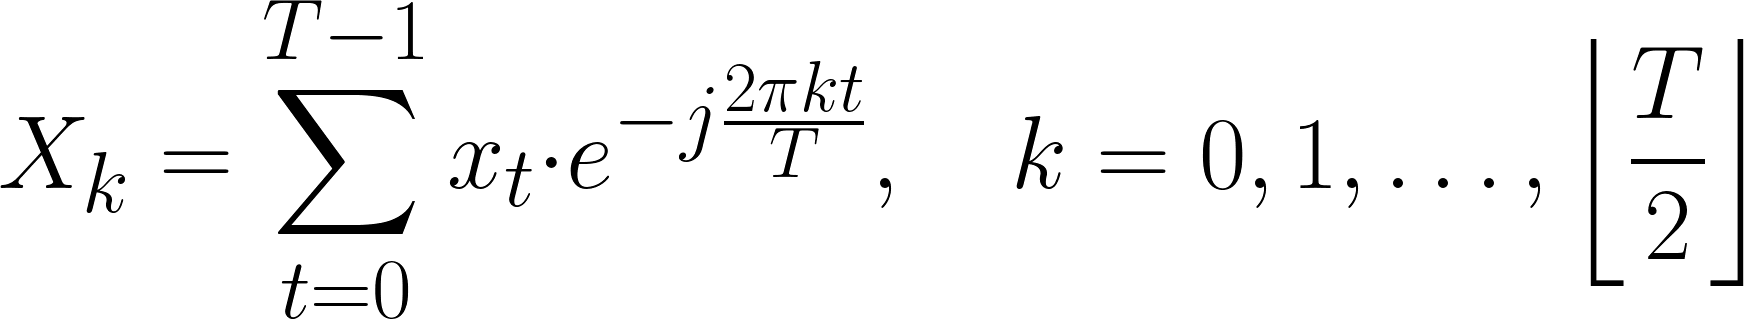 X_k = \sum_{t=0}^{T-1} x_t \cdot e^{-j\frac{2\pi kt}{T}}, \quad k = 0, 1, \ldots, \left\lfloor \frac{T}{2} \right\rfloor